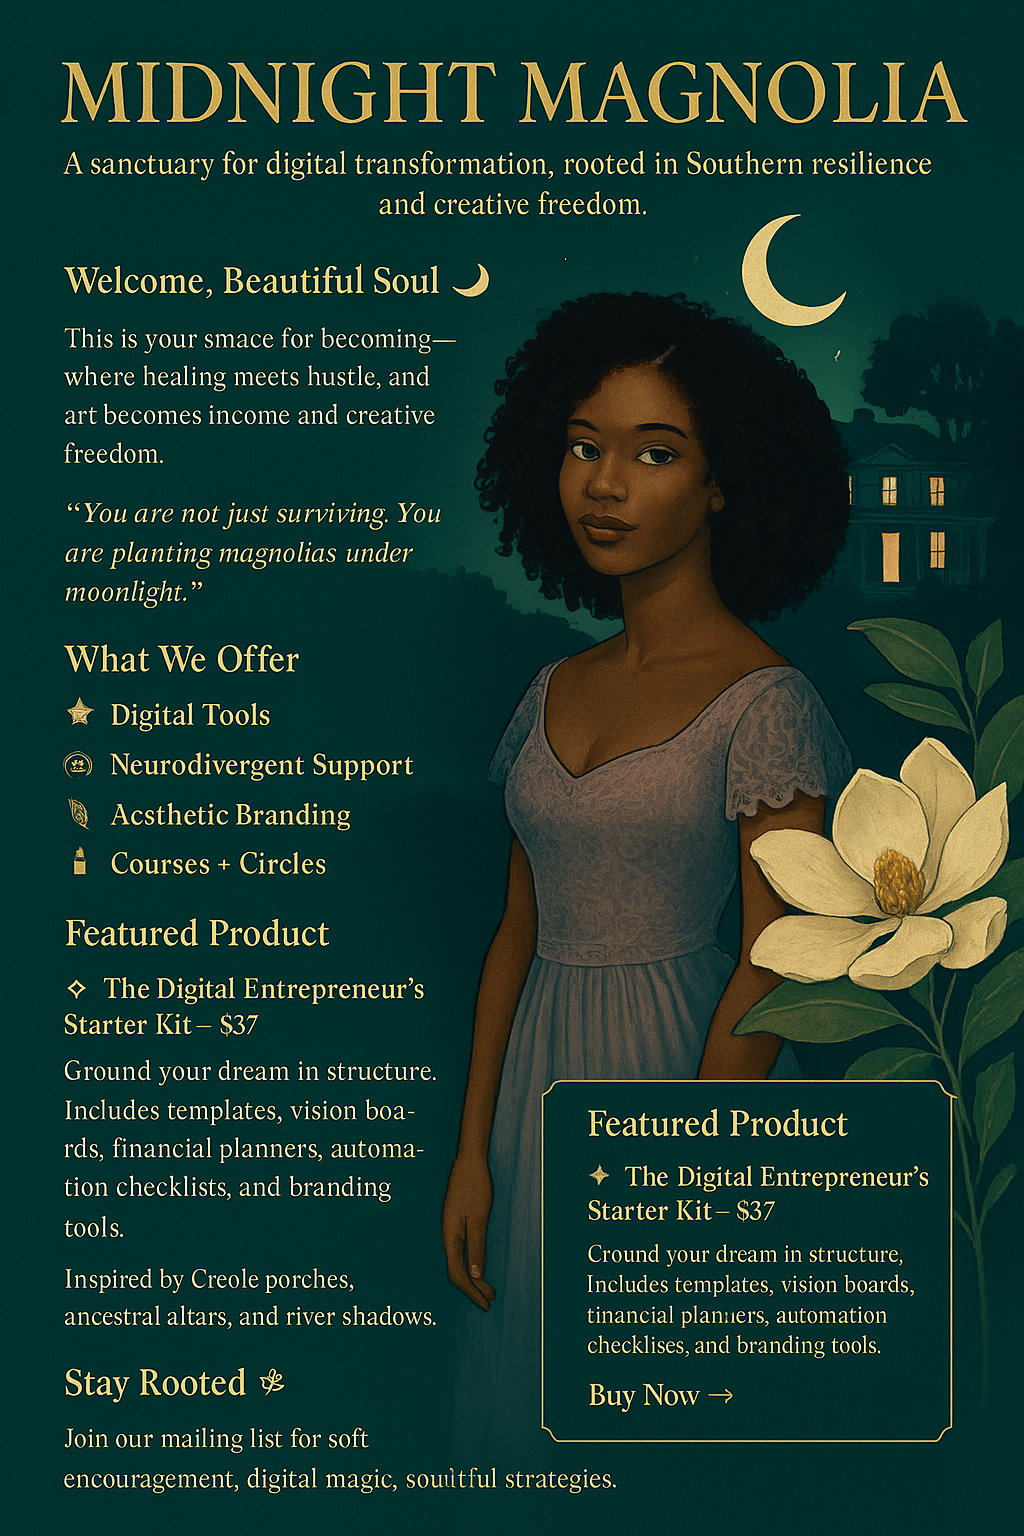 MIDNIGHT MAGNOLIA
A sanctuary for digital transformation, rooted in Southern resilience
and creative freedom.
Welcome, Beautiful Soul
This is your smace for becoming—
where healing meets hustle, and
art becomes income and creative
freedom.
“You are not just surviving. You
are planting magnolias under
moonlight.”
What We Offer
Digital Tools
Neurodivergent Support
Acsthetic Branding
Courses + Circles
Featured Product
The Digital Entrepreneur’s
Starter Kit – $37
Ground your dream in structure.
Includes templates, vision boa-
rds, financial planners, automa-
tion checklists, and branding
tools.
Inspired by Creole porches,
ancestral altars, and river shadows.
Stay Rooted
Join our mailing list for soft
encouragement, digital magic, soultful strategies.
Featured Product
The Digital Entrepreneur’s
Starter Kit – $37
Cround your dream in structure,
Includes templates, vision boards,
tinancial planners, automation
checklises, and branding tools.
Buy Now →